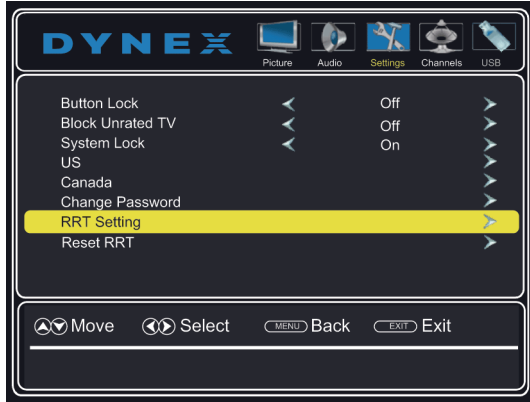 DYNEX
Picture Audio Settings Channels USB
Button Lock Off
Block Unrated TV Off
System Lock On
US
Canada
Change Password
RRT Setting
Reset RRT
Move Select MENU Back EXIT Exit